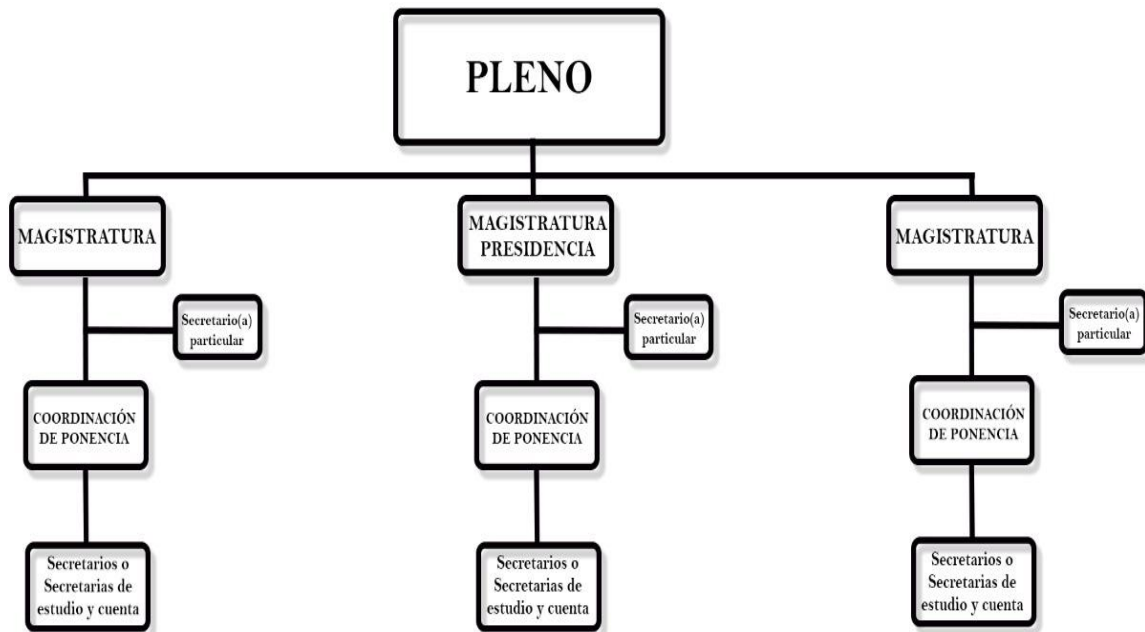 PLENO
MAGISTRATURA
MAGISTRATURA
PRESIDENCIA
MAGISTRATURA
Secretario(a)
particular
Secretario(a)
particular
Secretario(a)
particular
COORDINACIÓN
DE PONENCIA
COORDINACIÓN
DE PONENCIA
COORDINACIÓN
DE PONENCIA
Secretarios o
Secretarias de
estudio y cuenta
Secretarios o
Secretarias de
estudio y cuenta
Secretarios o
Secretarias de
estudio y cuenta